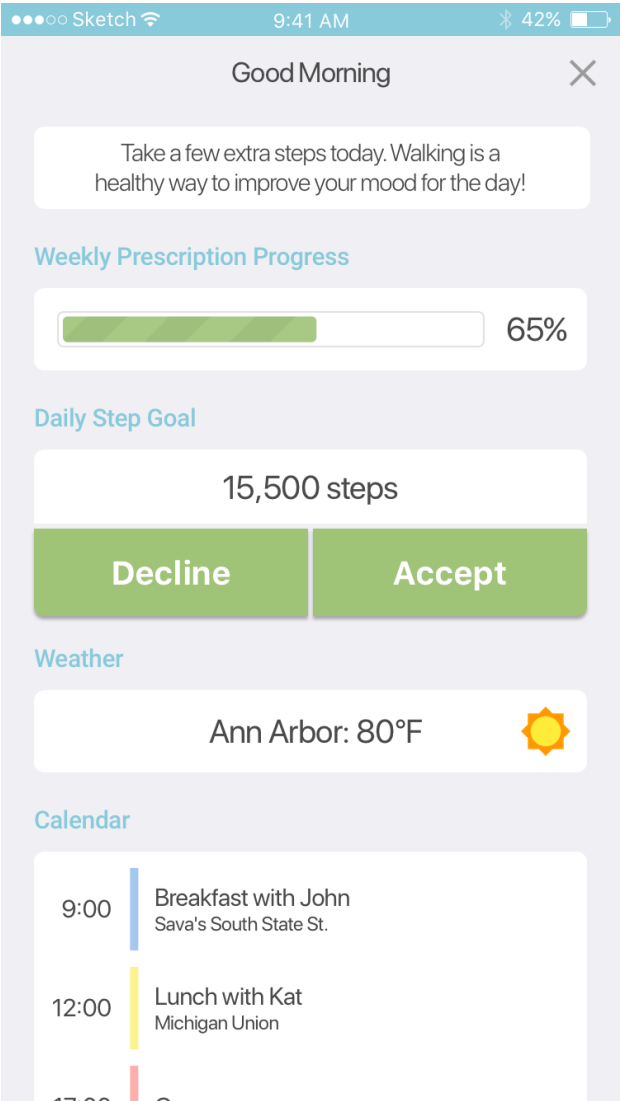 Sketch 9:41 AM 42%
Good Morning
Take a few extra steps today. Walking is a
healthy way to improve your mood for the day!
Weekly Prescription Progress
65%
Daily Step Goal
15,500 steps
Decline Accept
Weather
Ann Arbor: 80°F
Calendar
9:00 Breakfast with John
Sava's South State St.
12:00 Lunch with Kat
Michigan Union